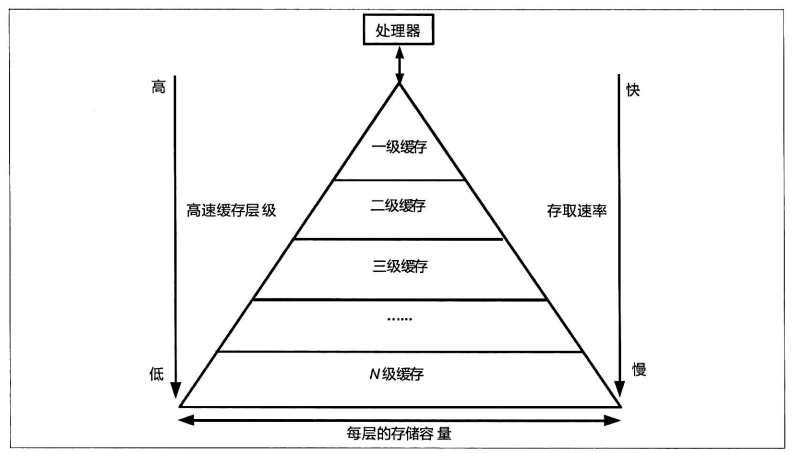 处理器
高
快
一级缓存
二级缓存
高速缓存层级
存取速率
三级缓存
……
低
N级缓存
慢
每层的存储容量